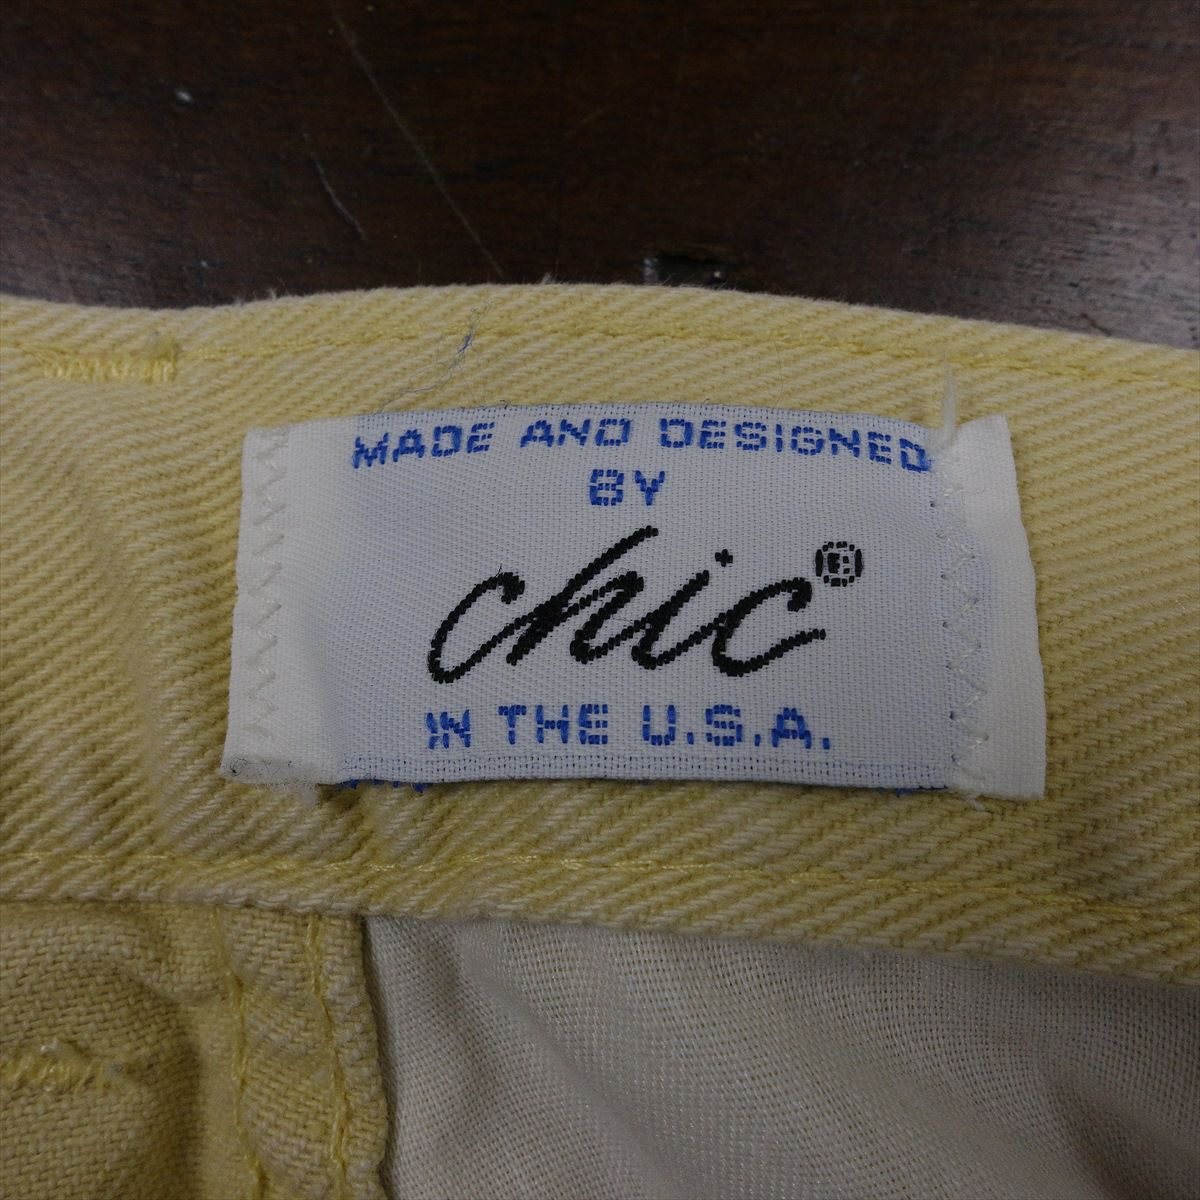 MADE AND DESIGNED
BY
chic®
IN THE U.S.A.